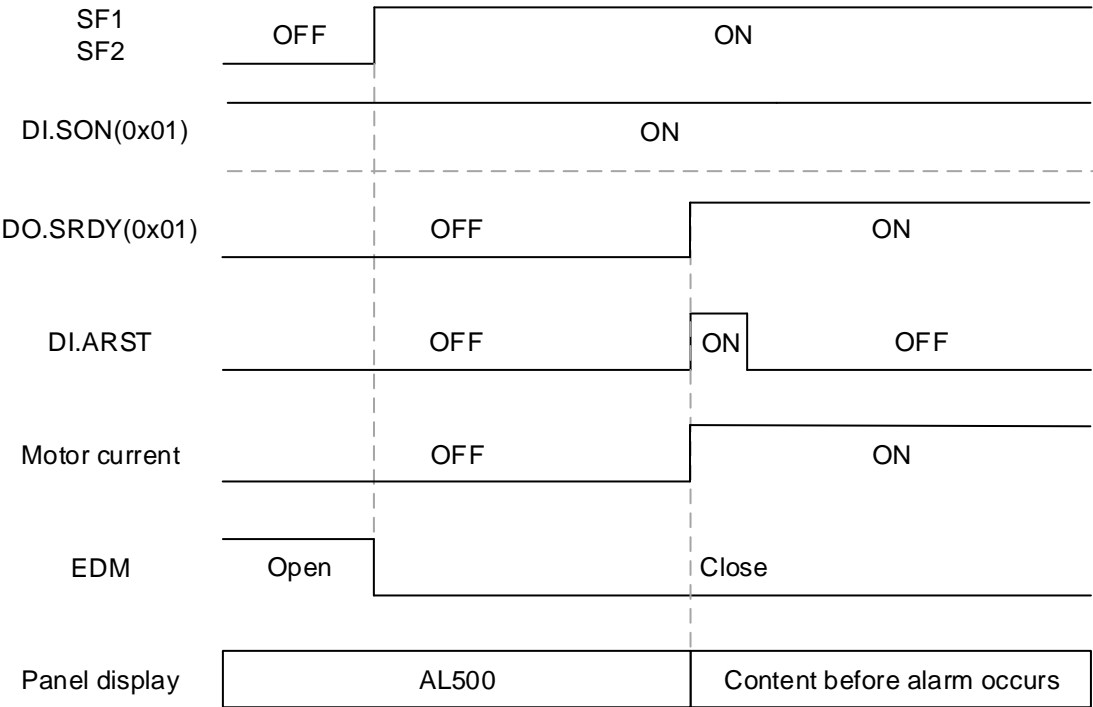 SF1
SF2
OFF
ON
DI.SON(0x01)
ON
DO.SRDY(0x01)
OFF
ON
DI.ARST
OFF
ON
OFF
Motor current
OFF
ON
EDM
Open
Close
Panel display
AL500
Content before alarm occurs